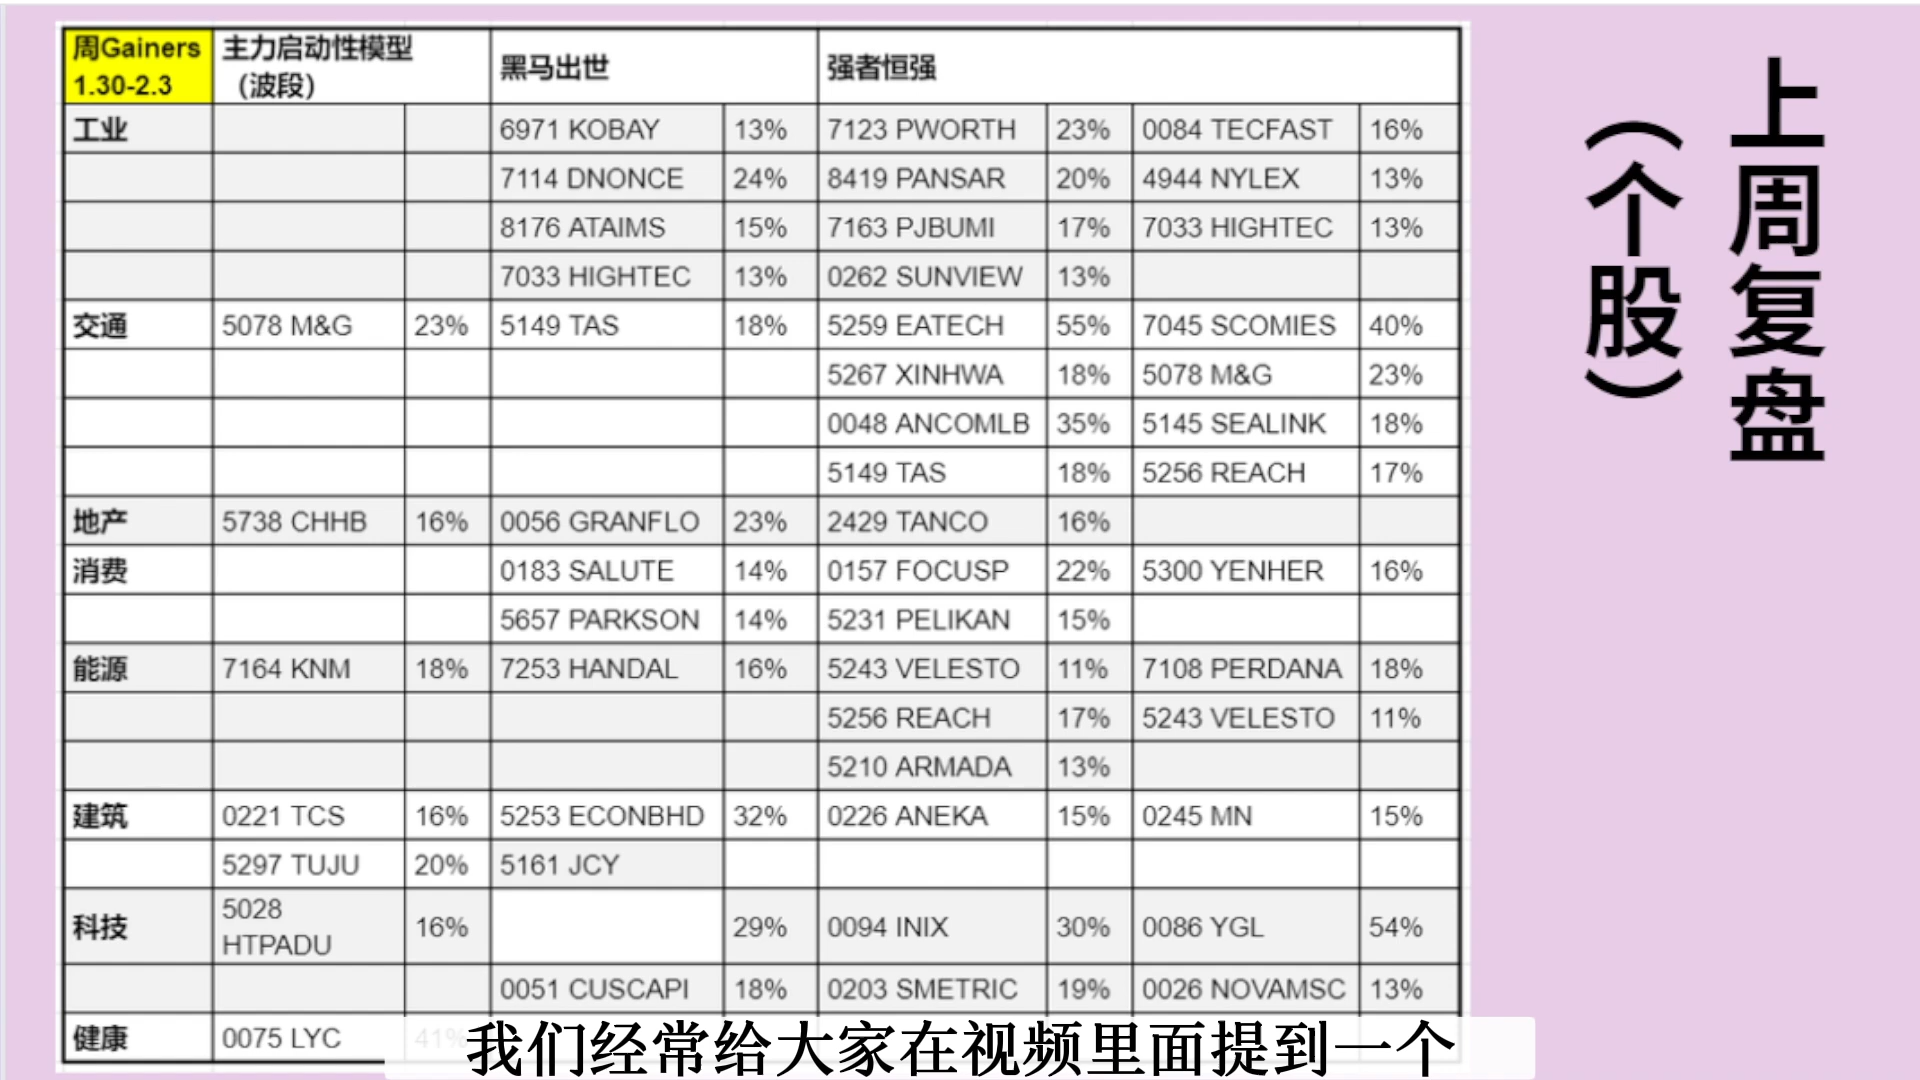 周Gainers 1.30-2.3 主力启动性模型（波段） 黑马出世 强者恒强
工业 6971 KOBAY 13% 7123 PWORTH 23% 0084 TECFAST 16%
7114 DNONCE 24% 8419 PANSAR 20% 4944 NYLEX 13%
8176 ATAIMS 15% 7163 PJBUMI 17% 7033 HIGHTEC 13%
7033 HIGHTEC 13% 0262 SUNVIEW 13%
交通 5078 M&G 23% 5149 TAS 18% 5259 EATECH 55% 7045 SCOMIES 40%
5267 XINHWA 18% 5078 M&G 23%
0048 ANCOMLB 35% 5145 SEALINK 18%
5149 TAS 18% 5256 REACH 17%
地产 5738 CHHB 16% 0056 GRANFLO 23% 2429 TANCO 16%
消费 0183 SALUTE 14% 0157 FOCUSP 22% 5300 YENHER 16%
5657 PARKSON 14% 5231 PELIKAN 15%
能源 7164 KNM 18% 7253 HANDAL 16% 5243 VELESTO 11% 7108 PERDANA 18%
5256 REACH 17% 5243 VELESTO 11%
5210 ARMADA 13%
建筑 0221 TCS 16% 5253 ECONBHD 32% 0226 ANEKA 15% 0245 MN 15%
5297 TUJU 20% 5161 JCY
科技 5028 HTPADU 16% 29% 0094 INIX 30% 0086 YGL 54%
0051 CUSCAPI 18% 0203 SMETRIC 19% 0026 NOVAMSC 13%
健康 0075 LYC 41%
上周复盘
（个股）
我们经常给大家在视频里面提到一个